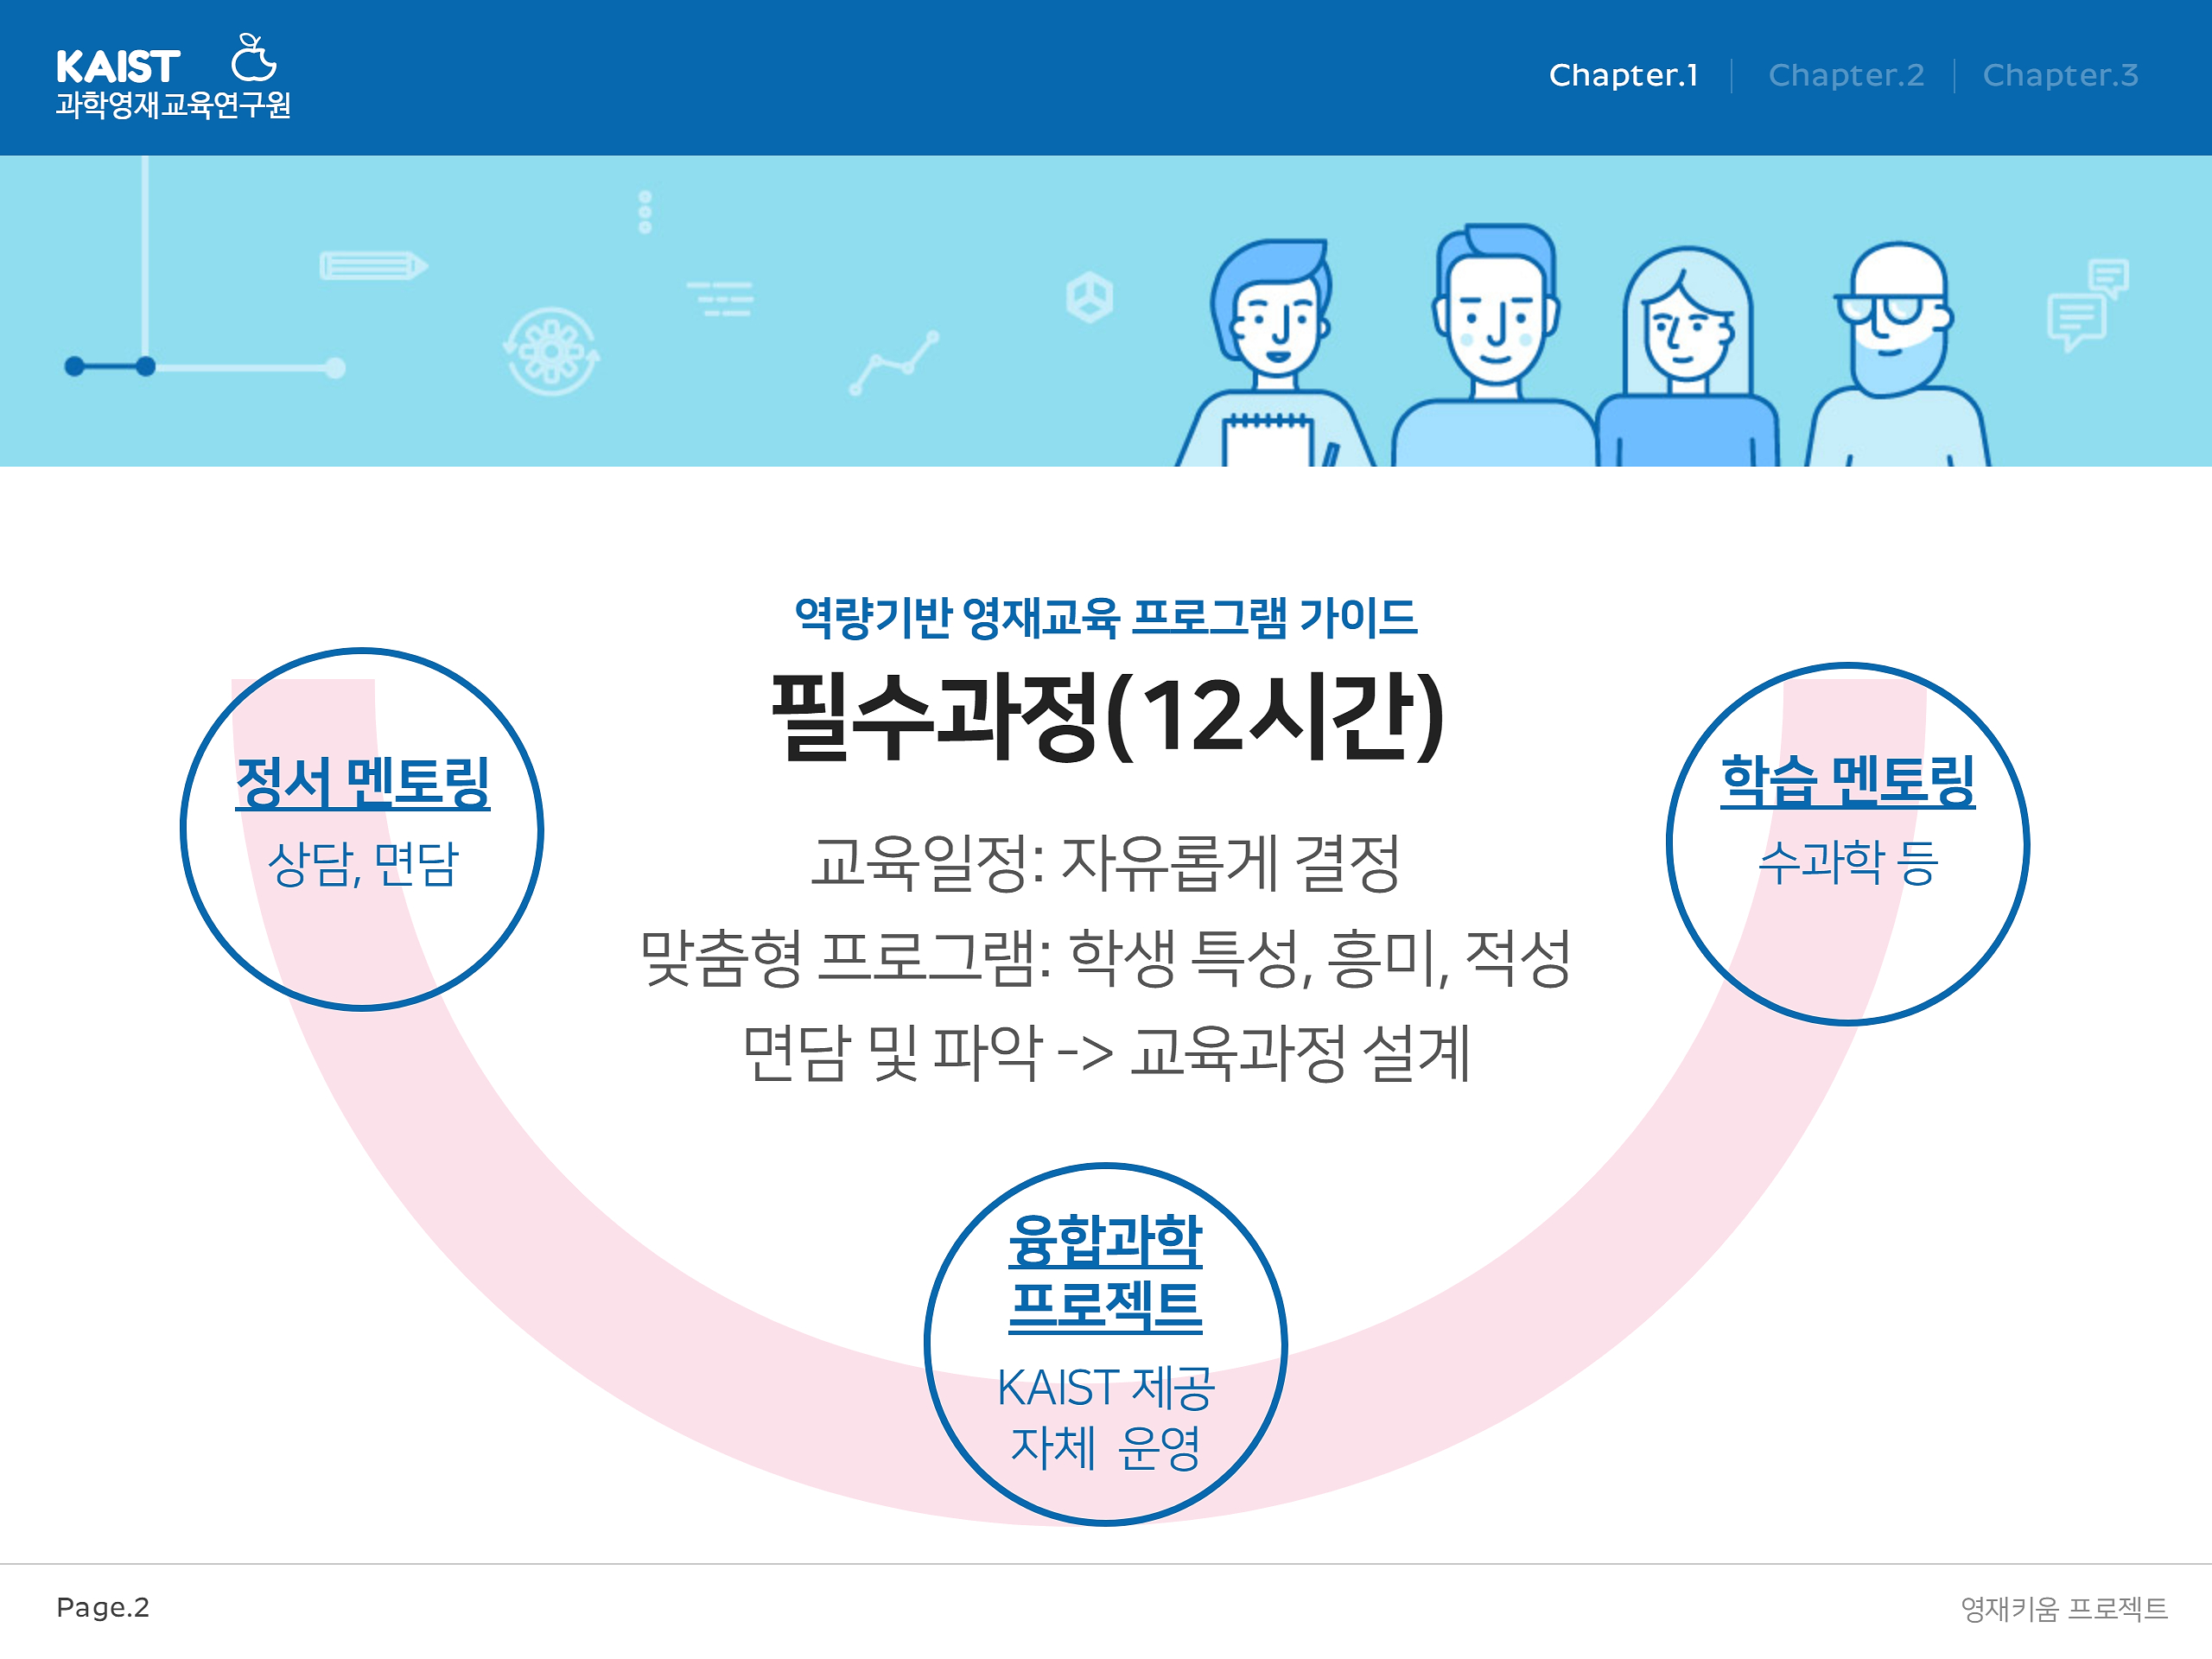 KAIST
과학영재교육연구원
Chapter.1
Chapter.2
Chapter.3
역량기반 영재교육 프로그램 가이드
필수과정(12시간)
교육일정: 자유롭게 결정
맞춤형 프로그램: 학생 특성, 흥미, 적성
면담 및 파악 -> 교육과정 설계
정서 멘토링
상담, 면담
학습 멘토링
수과학 등
융합과학
프로젝트
KAIST 제공
자체 운영
Page.2
영재키움 프로젝트